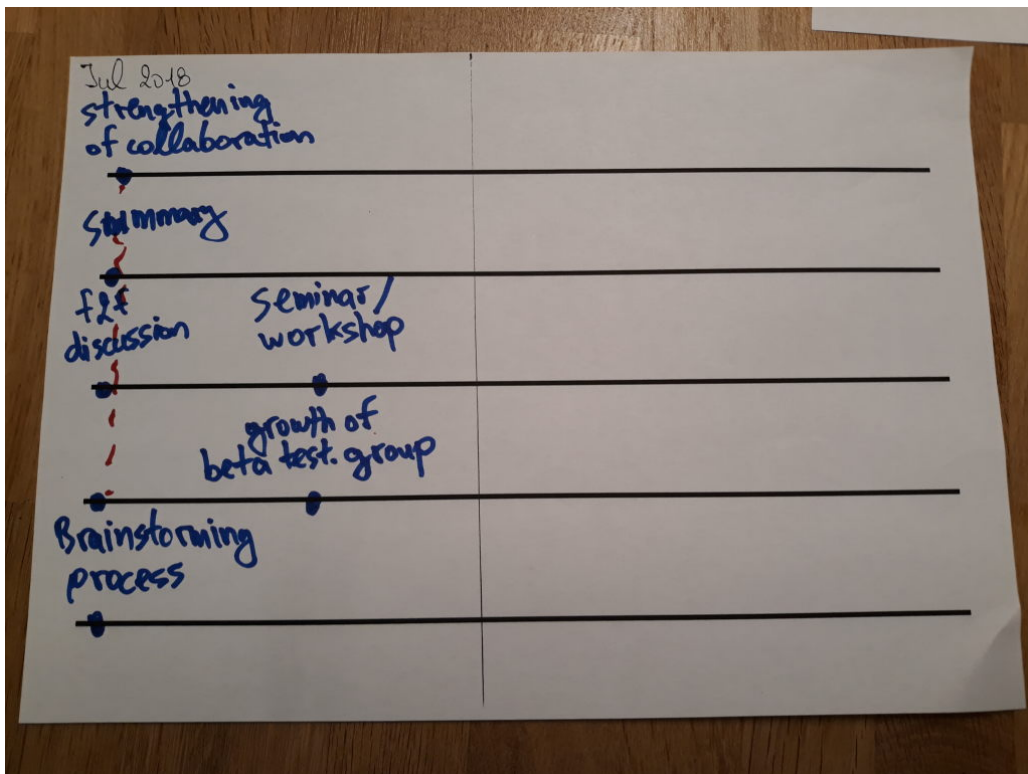 Jul 2018
strengthening
of collaboration
summary
f2f
discussion
seminar/
workshop
growth of
beta test. group
Brainstorming
process